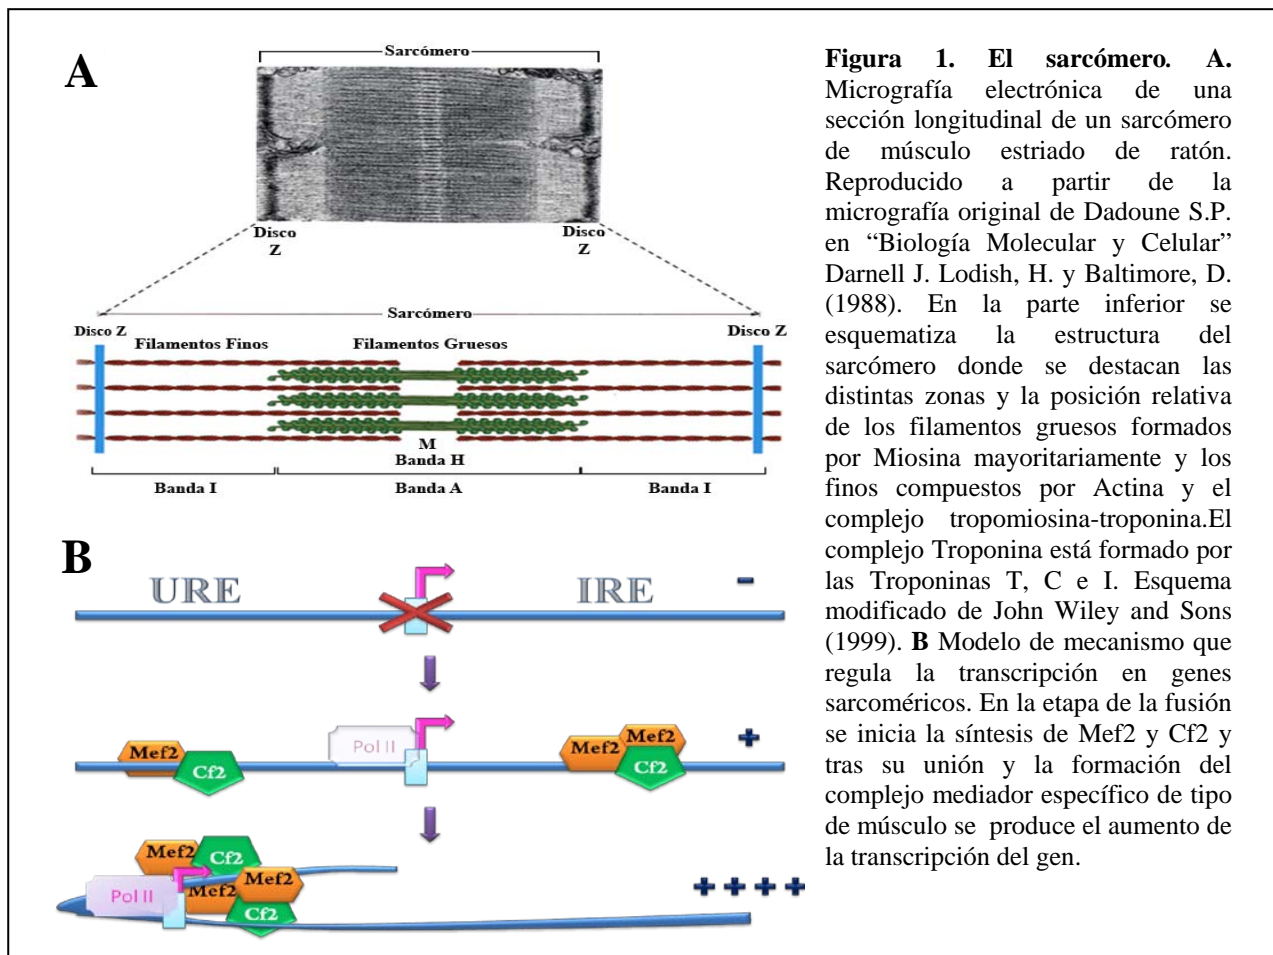 A
Sarcómero
Disco
Z
Disco
Z
Sarcómero
Disco Z
Filamentos Finos
Filamentos Gruesos
Disco Z
M
Banda H
Banda I
Banda A
Banda I
B
URE
IRE
-
Pol II
Mef2
Cf2
Mef2
Mef2
Cf2
+
Mef2
Cf2
Mef2
Pol II
Mef2
Cf2
++++
Figura 1. El sarcómero. A.
Micrografía electrónica de una
sección longitudinal de un sarcómero
de músculo estriado de ratón.
Reproducido a partir de la
micrografía original de Dadoune S.P.
en “Biología Molecular y Celular”
Darnell J. Lodish, H. y Baltimore, D.
(1988). En la parte inferior se
esquematiza la estructura del
sarcómero donde se destacan las
distintas zonas y la posición relativa
de los filamentos gruesos formados
por Miosina mayoritariamente y los
finos compuestos por Actina y el
complejo tropomiosina-troponina.El
complejo Troponina está formado por
las Troponinas T, C e I. Esquema
modificado de John Wiley and Sons
(1999). B Modelo de mecanismo que
regula la transcripción en genes
sarcoméricos. En la etapa de la fusión
se inicia la síntesis de Mef2 y Cf2 y
tras su unión y la formación del
complejo mediador específico de tipo
de músculo se produce el aumento de
la transcripción del gen.